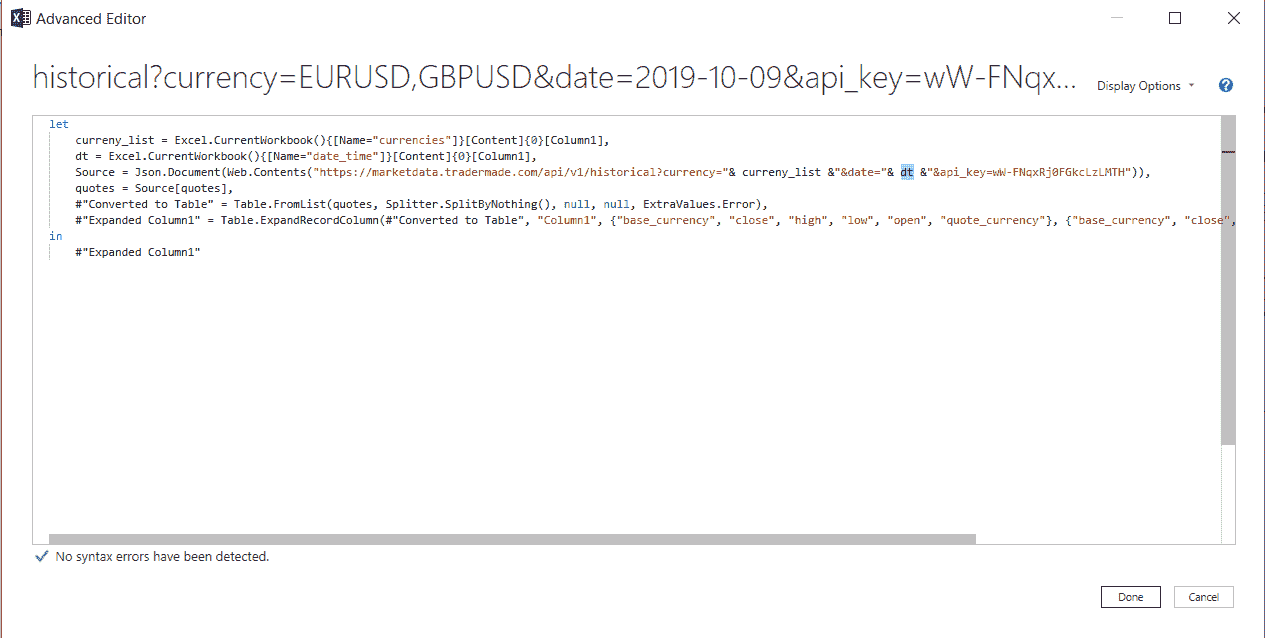 Advanced Editor
historical?currency=EURUSD,GBPUSD&date=2019-10-09&api_key=wW-FNqx...
Display Options
let
curreny_list = Excel.CurrentWorkbook(){[Name="currencies"]}[Content]{0}[Column1],
dt = Excel.CurrentWorkbook(){[Name="date_time"]}[Content]{0}[Column1],
Source = Json.Document(Web.Contents("https://marketdata.tradermade.com/api/v1/historical?currency="& curreny_list &"&date="& dt &"&api_key=wW-FNqxRj0FGkcLzLMTH")),
quotes = Source[quotes],
#"Converted to Table" = Table.FromList(quotes, Splitter.SplitByNothing(), null, null, ExtraValues.Error),
#"Expanded Column1" = Table.ExpandRecordColumn(#"Converted to Table", "Column1", {"base_currency", "close", "high", "low", "open", "quote_currency"}, {"base_currency", "close",
in
#"Expanded Column1"
No syntax errors have been detected.
Done
Cancel